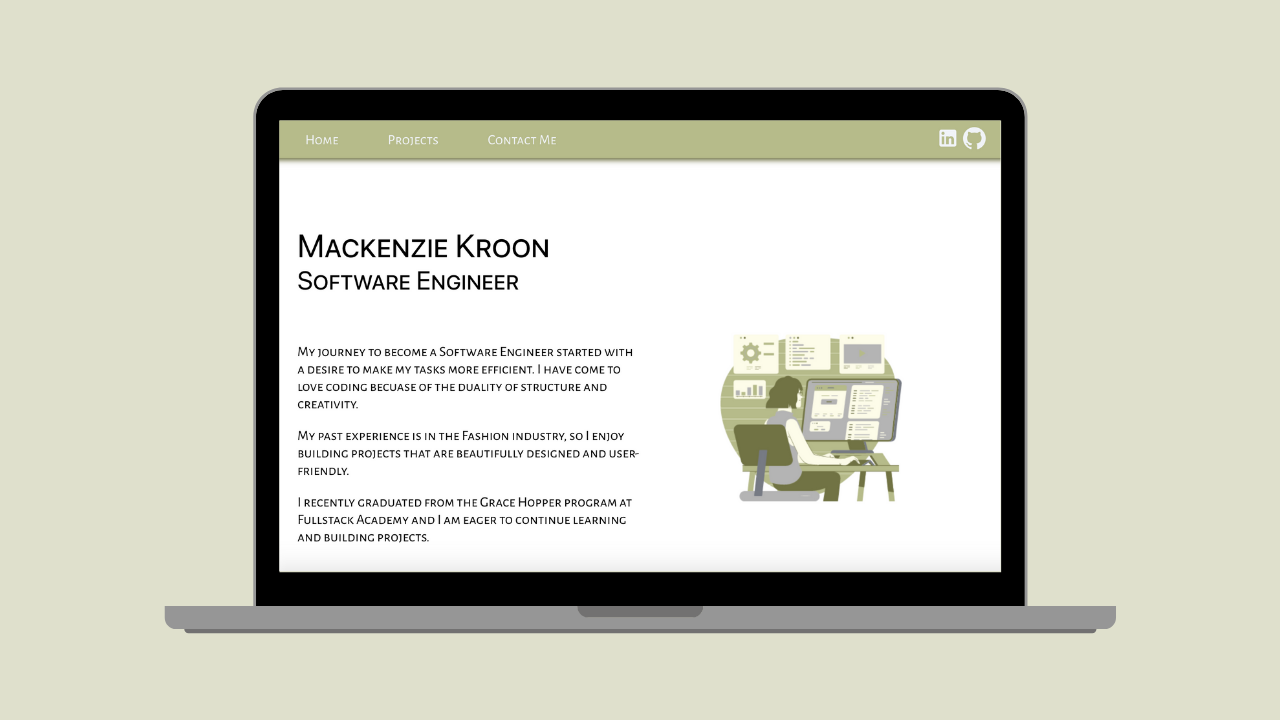 Home Projects Contact Me in
Mackenzie Kroon
Software Engineer
My journey to become a Software Engineer started with
a desire to make my tasks more efficient. I have come to
love coding becuase of the duality of structure and
creativity.
My past experience is in the Fashion industry, so I enjoy
building projects that are beautifully designed and user-
friendly.
I recently graduated from the Grace Hopper program at
Fullstack Academy and I am eager to continue learning
and building projects.